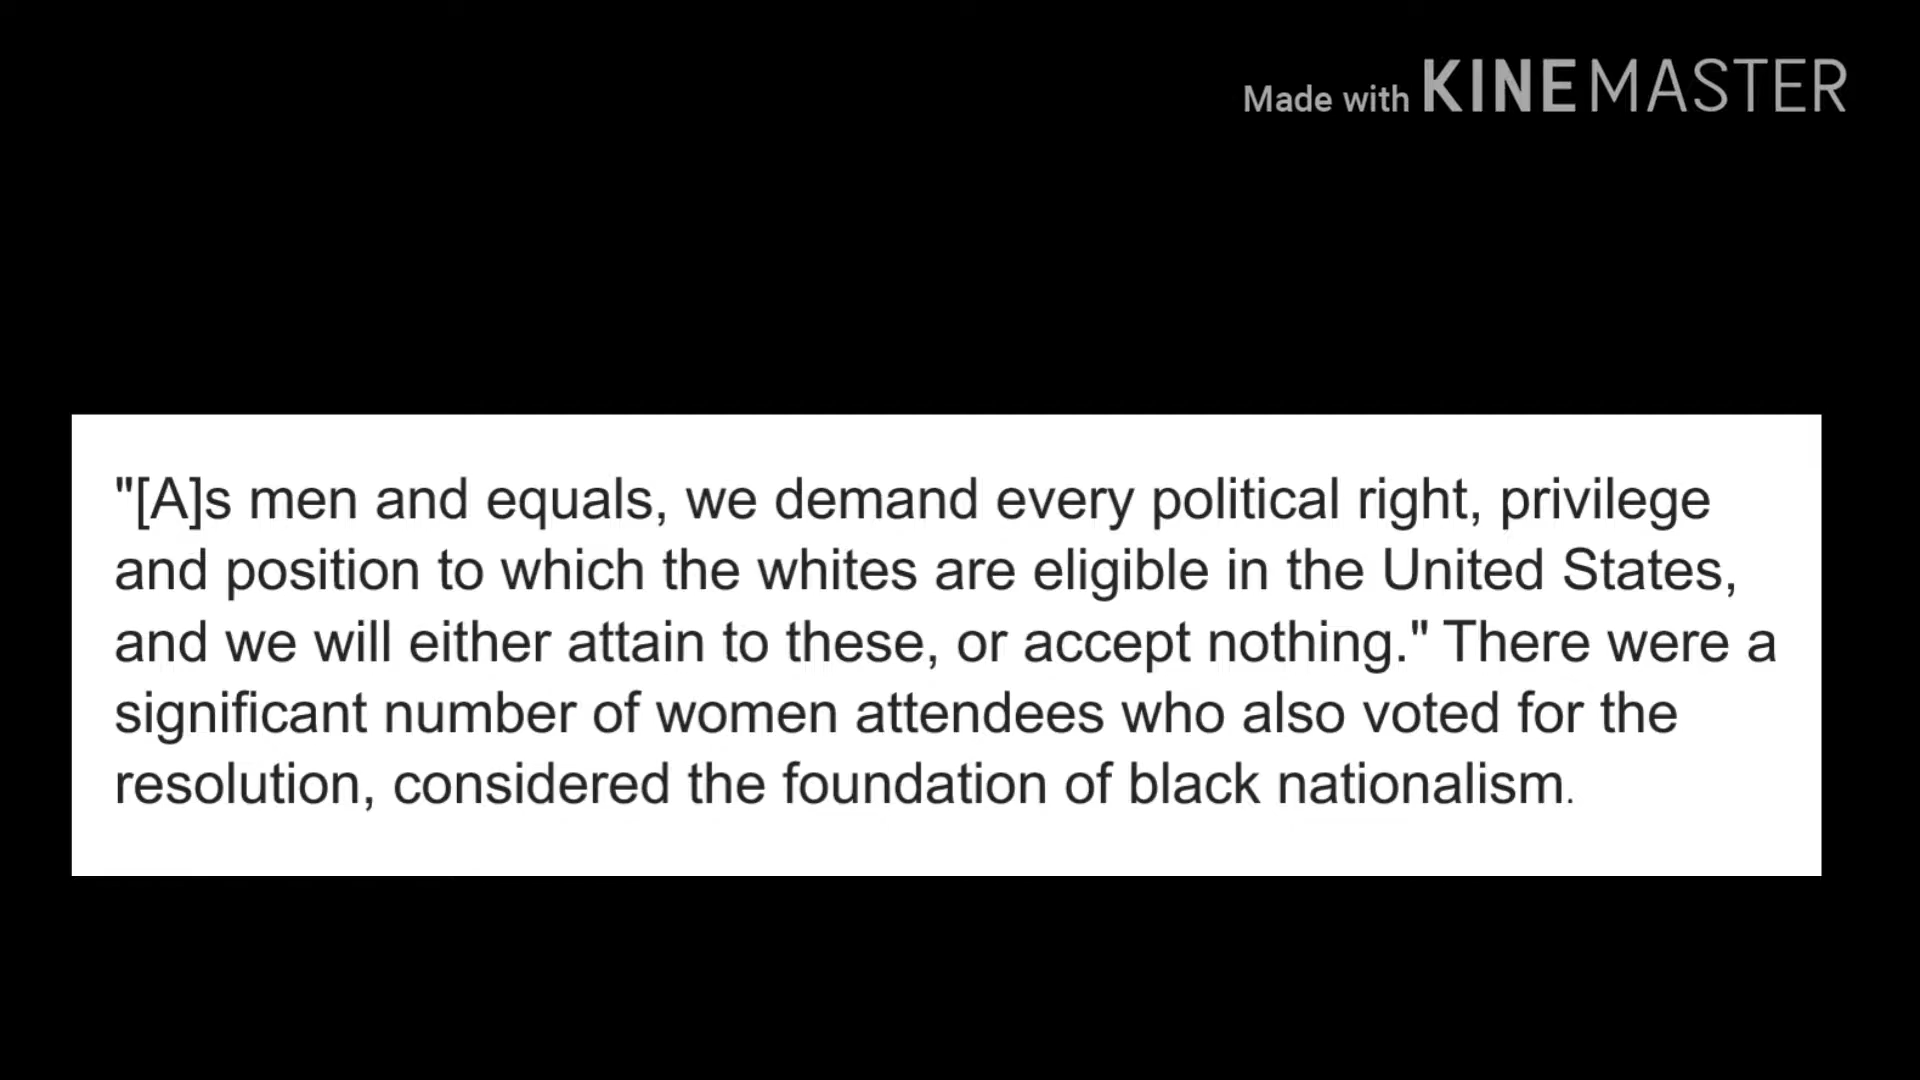 Made with KINEMASTER
"[A]s men and equals, we demand every political right, privilege
and position to which the whites are eligible in the United States,
and we will either attain to these, or accept nothing." There were a
significant number of women attendees who also voted for the
resolution, considered the foundation of black nationalism.